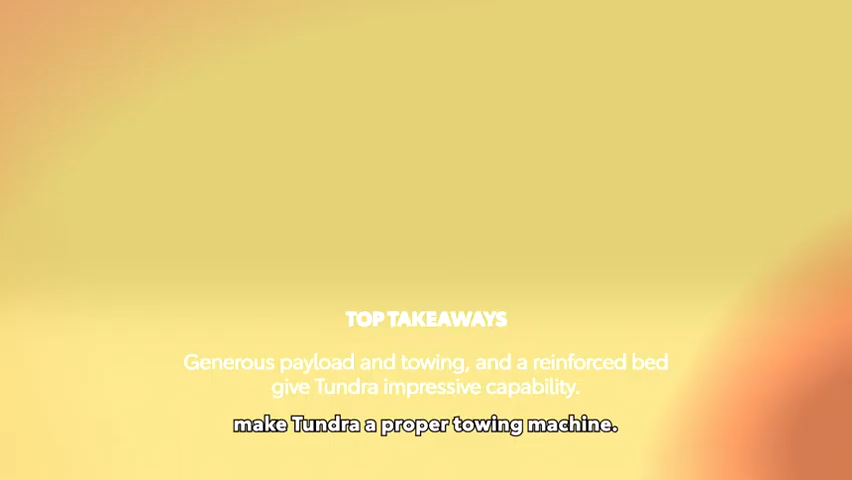 TOP TAKEAWAYS
Generous payload and towing, and a reinforced bed
give Tundra impressive capability.
make Tundra a proper towing machine.